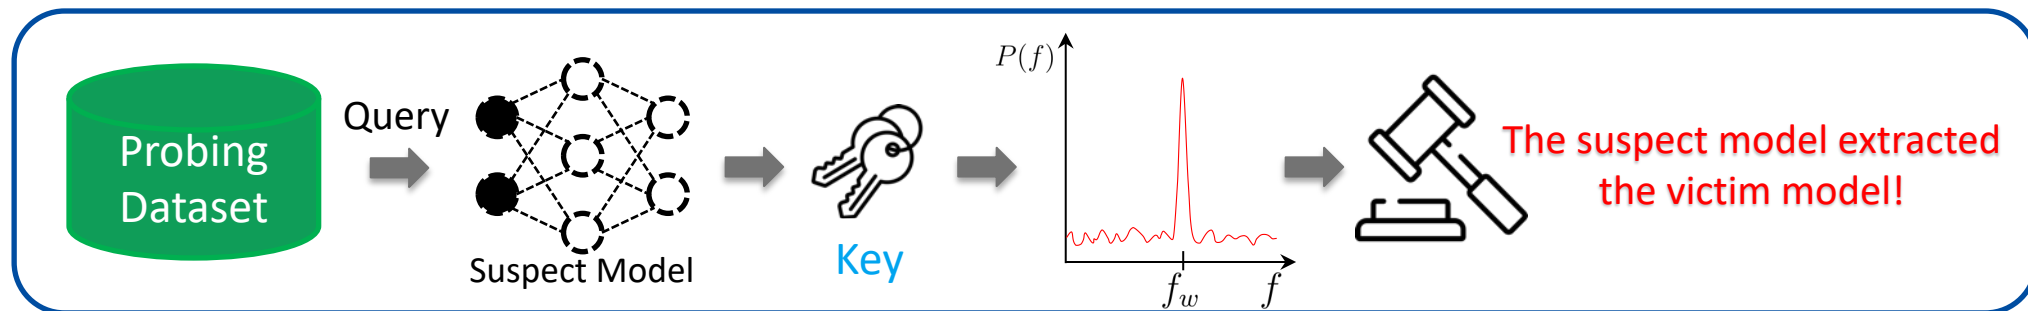 Probing
Dataset
Query
Suspect Model
Key
P(f)
f_w
f
The suspect model extracted
the victim model!